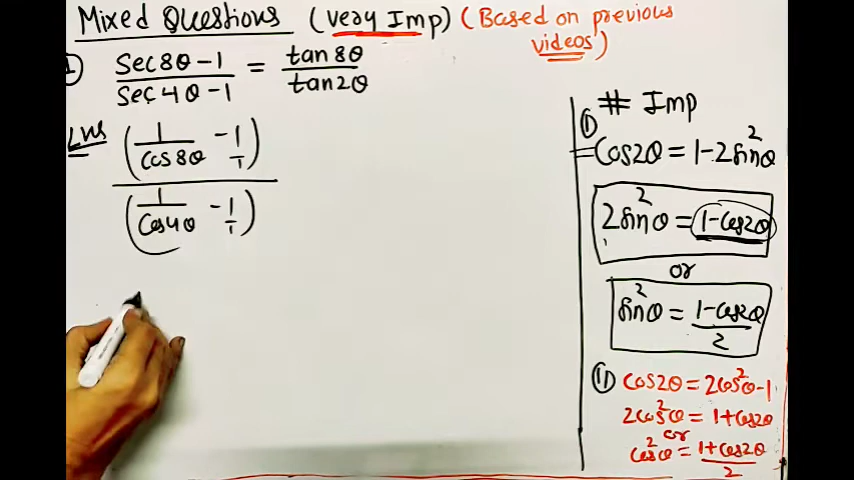 Mixed Questions (very Imp) (Based on previous videos)
① (sec8θ-1)/(sec4θ-1) = tan8θ/tan2θ
Ans (1/cos8θ - 1/1)
(1/cos4θ - 1/1)
# Imp
① cos2θ = 1-2sin²θ
2sin²θ = 1-cos2θ
or
sin²θ = (1-cos2θ)/2
⑪ cos2θ = 2cos²θ-1
2cos²θ = 1+cos2θ
or
cos²θ = (1+cos2θ)/2